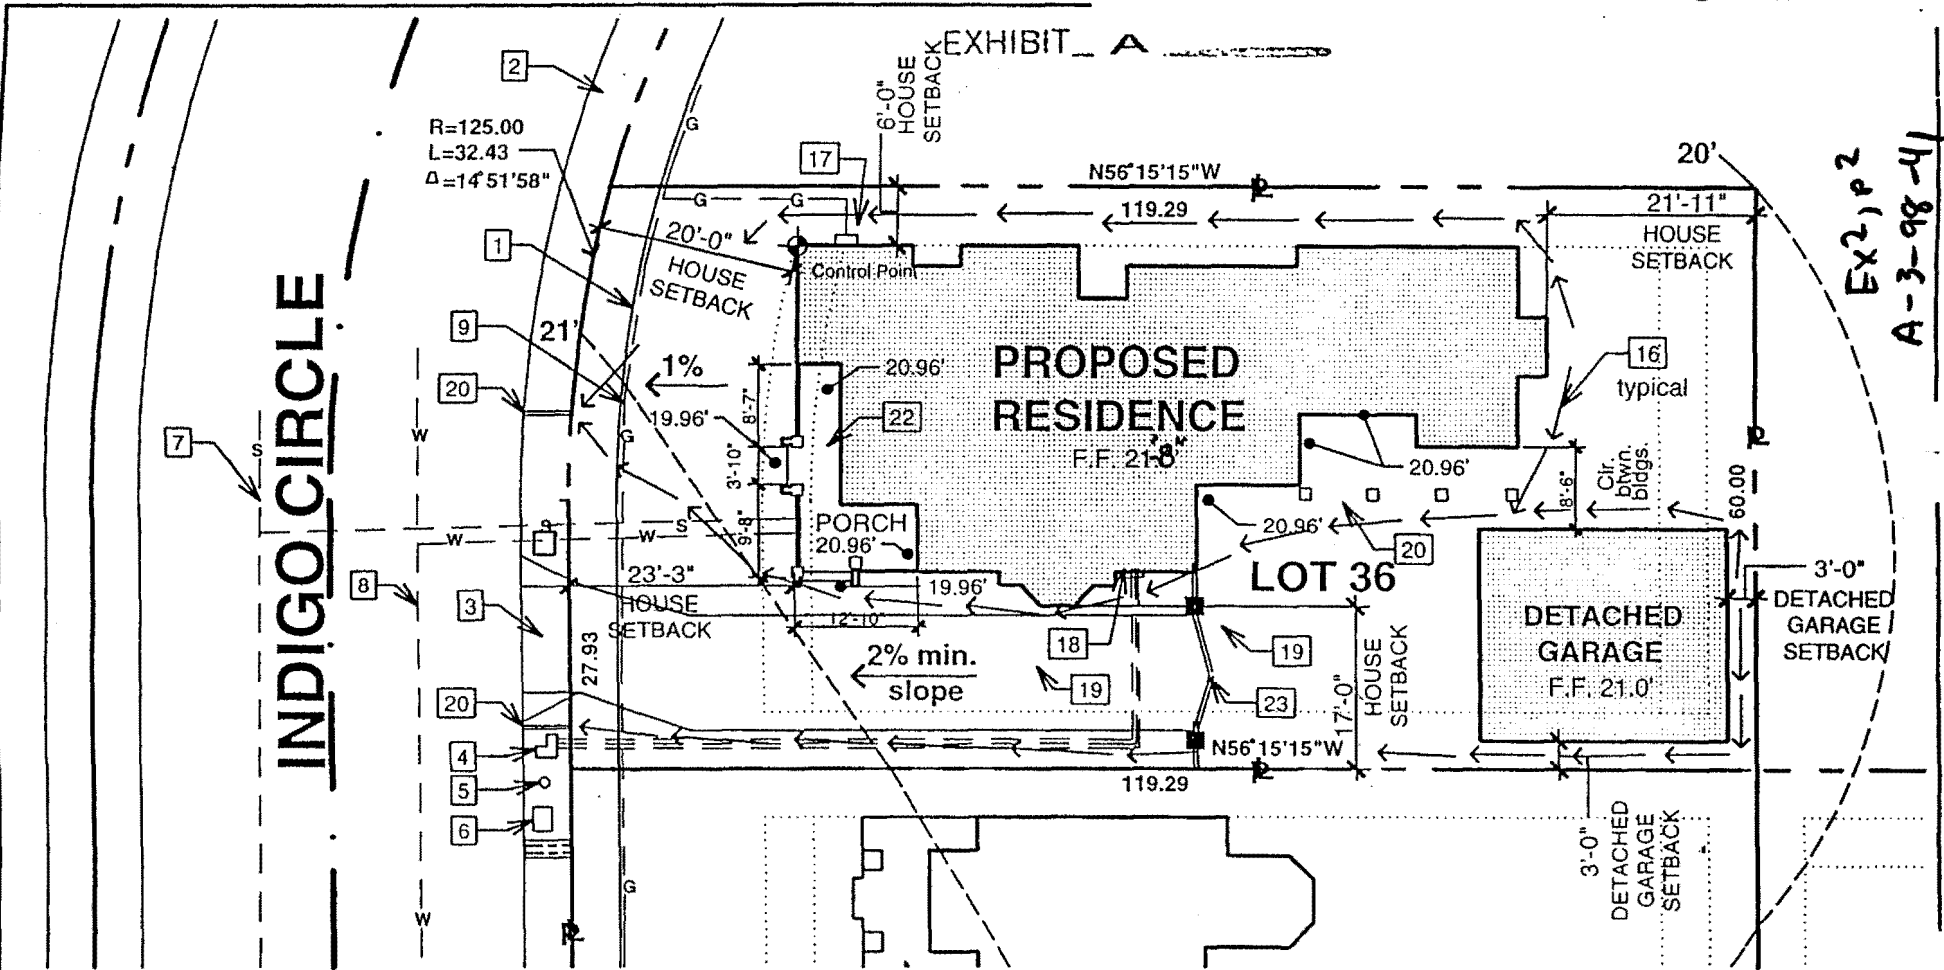 EXHIBIT_ A
2
R=125.00
L=32.43
Δ=14°51'58"
6'-0"
HOUSE
SETBACK
17
N56°15'15"W
119.29
20'
Ex 2, p 2
A-3-98-41
21'-11"
HOUSE
SETBACK
G
G
G
20'-0"
HOUSE
SETBACK
Control Point
1
9
21'
1%
20
INDIGO CIRCLE
7
S
W
8'-7"
19.96'
3'-10"
9'-8"
20.96'
22
PROPOSED
RESIDENCE
F.F. 21
16
typical
20.96'
Clr.
btwn.
bldgs.
8'-6"
60.00
G
S
S
W
W
PORCH
20.96'
20.96'
20
LOT 36
8
23'-3"
HOUSE
SETBACK
19.96'
12'-10"
3
27.93
2% min.
slope
18
19
19
23
17'-0"
HOUSE
SETBACK
DETACHED
GARAGE
F.F. 21.0'
3'-0"
DETACHED
GARAGE
SETBACK
20
4
5
6
N56°15'15"W
119.29
3'-0"
DETACHED
GARAGE
SETBACK
G
W